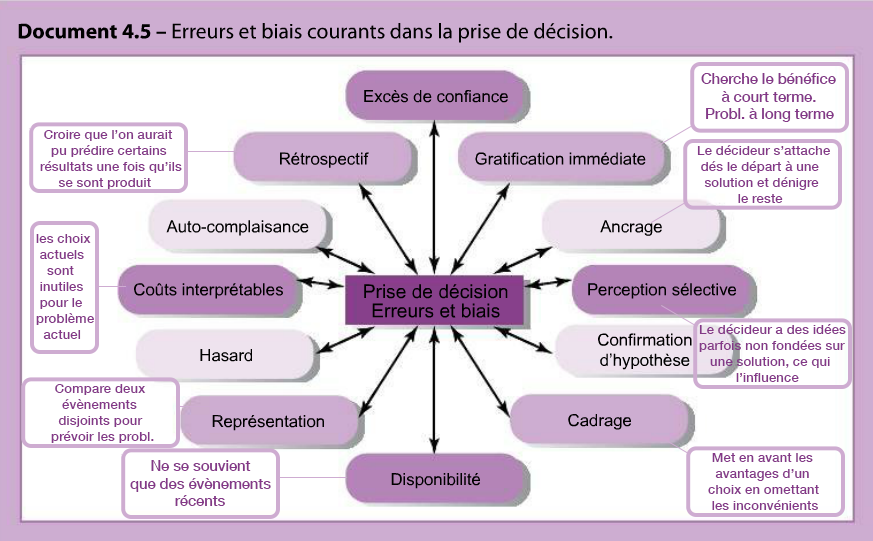 Document 4.5 – Erreurs et biais courants dans la prise de décision.
Excès de confiance
Cherche le bénéfice
à court terme.
Probl. à long terme
Croire que l'on aurait
pu prédire certains
résultats une fois qu'ils
se sont produit
Rétrospectif
Gratification immédiate
Le décideur s'attache
dés le départ à une
solution et dénigre
le reste
Auto-complaisance
Ancrage
les choix
actuels
sont
inutiles
pour le
problème
actuel
Coûts interprétables
Prise de décision
Erreurs et biais
Perception sélective
Hasard
Confirmation
d'hypothèse
Le décideur a des idées
parfois non fondées sur
une solution, ce qui
l'influence
Compare deux
évènements
disjoints pour
prévoir les probl.
Représentation
Cadrage
Ne se souvient
que des évènements
récents
Disponibilité
Met en avant les
avantages d'un
choix en omettant
les inconvénients